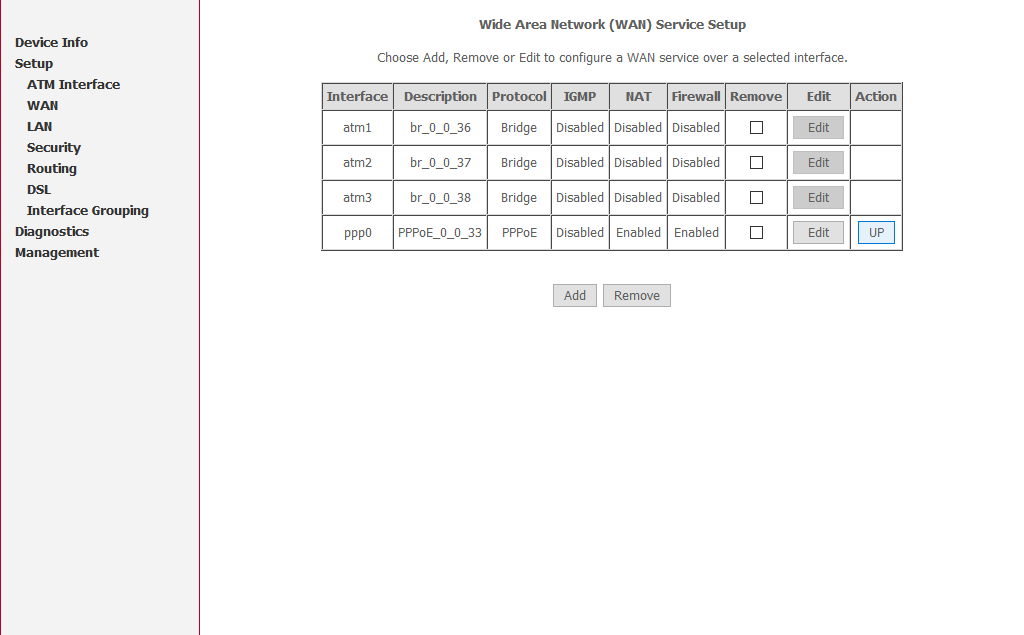 Device Info
Setup
ATM Interface
WAN
LAN
Security
Routing
DSL
Interface Grouping
Diagnostics
Management
Wide Area Network (WAN) Service Setup
Choose Add, Remove or Edit to configure a WAN service over a selected interface.
Interface Description Protocol IGMP NAT Firewall Remove Edit Action
atm1 br_0_0_36 Bridge Disabled Disabled Disabled Edit
atm2 br_0_0_37 Bridge Disabled Disabled Disabled Edit
atm3 br_0_0_38 Bridge Disabled Disabled Disabled Edit
ppp0 PPPoE_0_0_33 PPPoE Disabled Enabled Enabled Edit UP
Add Remove